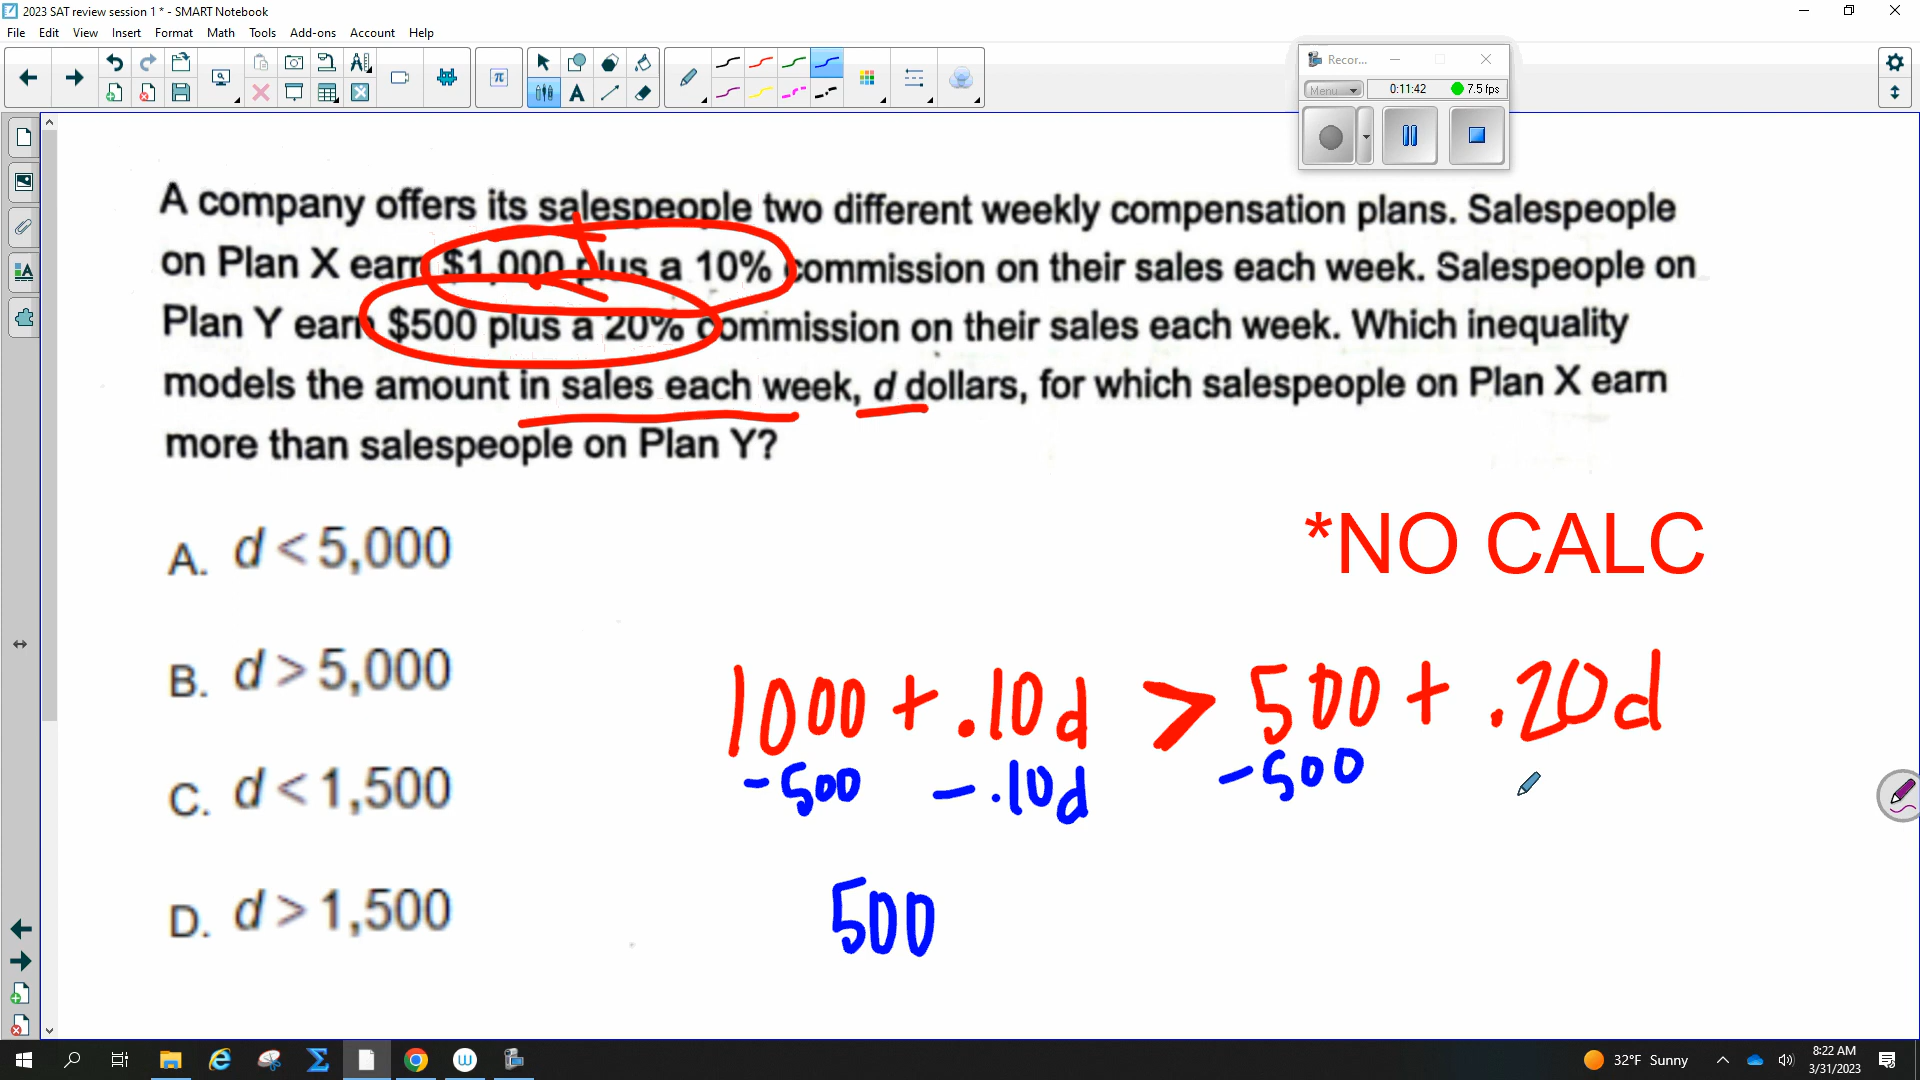 2023 SAT review session 1 * - SMART Notebook
File Edit View Insert Format Math Tools Add-ons Account Help
Recor...
Menu 0:11:42 7.5 fps
A company offers its salespeople two different weekly compensation plans. Salespeople
on Plan X earn $1,000 plus a 10% commission on their sales each week. Salespeople on
Plan Y earn $500 plus a 20% commission on their sales each week. Which inequality
models the amount in sales each week, d dollars, for which salespeople on Plan X earn
more than salespeople on Plan Y?
*NO CALC
A. d < 5,000
B. d > 5,000
C. d < 1,500
D. d > 1,500
1000 + .10d > 500 + .20d
-500 - .10d -500
500
32°F Sunny
8:22 AM
3/31/2023